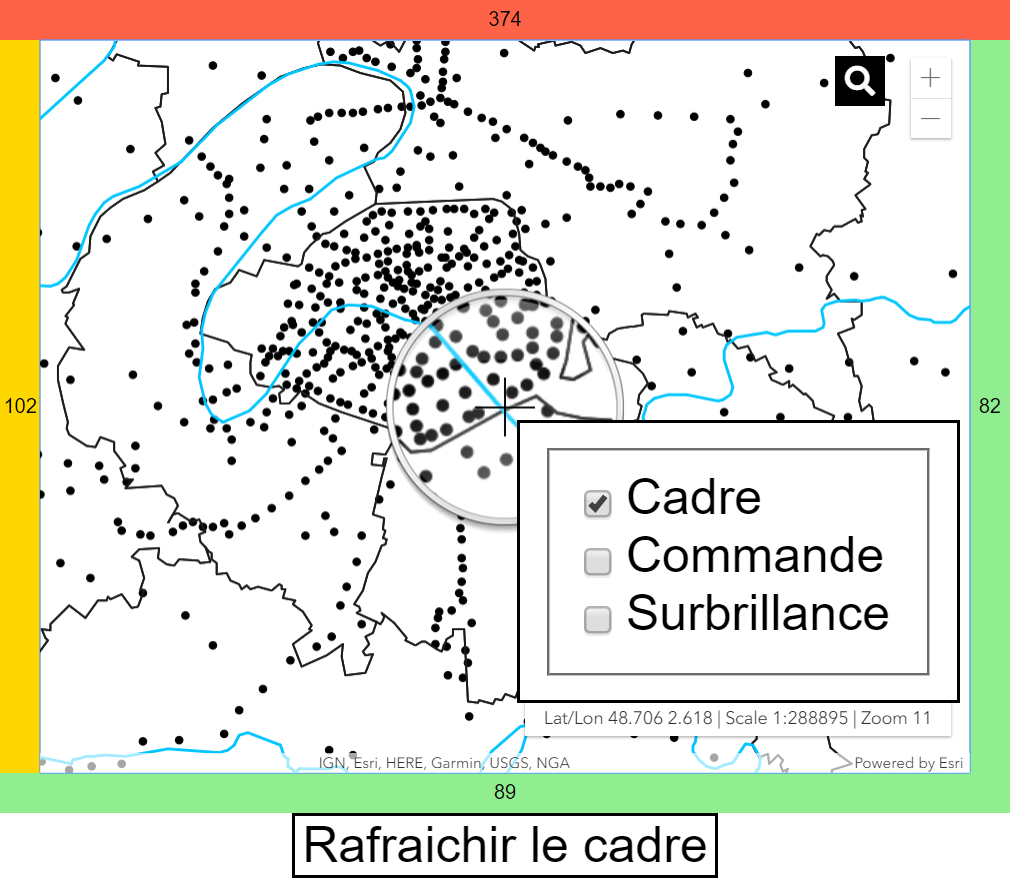 374
102
82
Cadre
Commande
Surbrillance
Lat/Lon 48.706 2.618 | Scale 1:288895 | Zoom 11
IGN, Esri, HERE, Garmin, USGS, NGA
Powered by Esri
89
Rafraichir le cadre